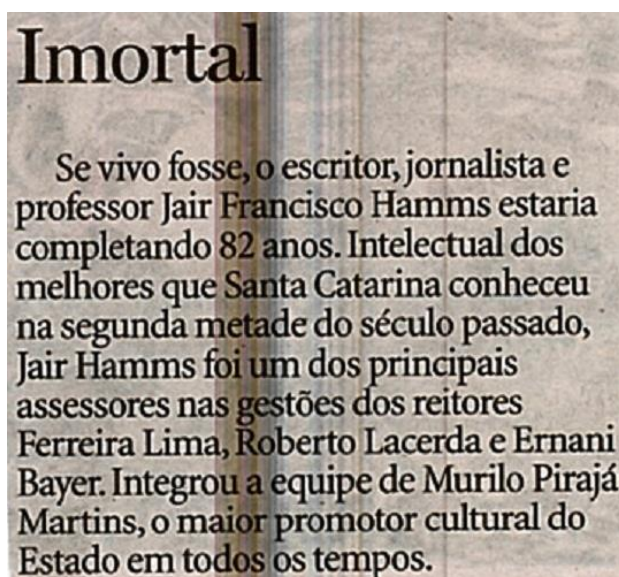 Imortal
Se vivo fosse, o escritor, jornalista e
professor Jair Francisco Hamms estaria
completando 82 anos. Intelectual dos
melhores que Santa Catarina conheceu
na segunda metade do século passado,
Jair Hamms foi um dos principais
assessores nas gestões dos reitores
Ferreira Lima, Roberto Lacerda e Ernani
Bayer. Integrou a equipe de Murilo Pirajá
Martins, o maior promotor cultural do
Estado em todos os tempos.